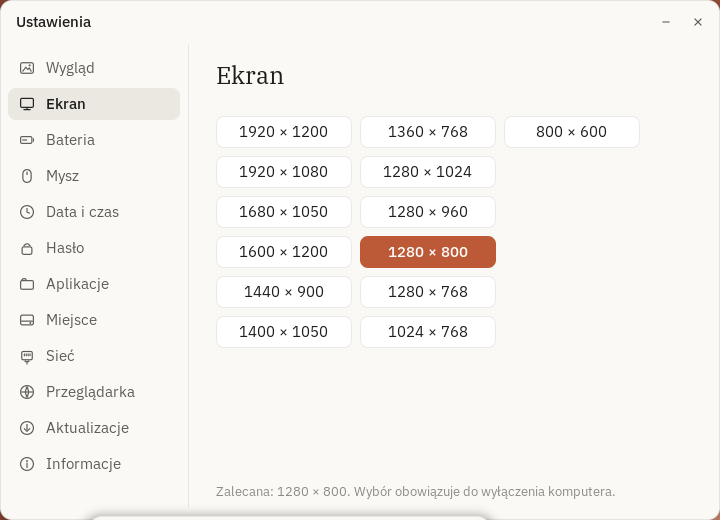 Ustawienia
Wygląd
Ekran
Bateria
Mysz
Data i czas
Hasło
Aplikacje
Miejsce
Sieć
Przeglądarka
Aktualizacje
Informacje
Ekran
1920 × 1200
1360 × 768
800 × 600
1920 × 1080
1280 × 1024
1680 × 1050
1280 × 960
1600 × 1200
1280 × 800
1440 × 900
1280 × 768
1400 × 1050
1024 × 768
Zalecana: 1280 × 800. Wybór obowiązuje do wyłączenia komputera.